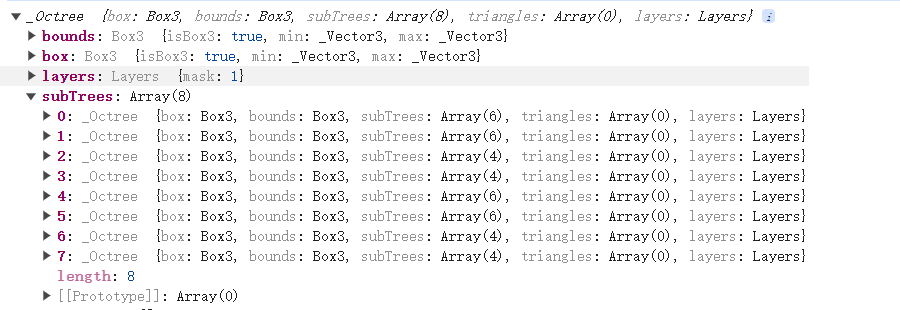 ▼ _Octree {box: Box3, bounds: Box3, subTrees: Array(8), triangles: Array(0), layers: Layers} i
▶ bounds: Box3 {isBox3: true, min: _Vector3, max: _Vector3}
▶ box: Box3 {isBox3: true, min: _Vector3, max: _Vector3}
▶ layers: Layers {mask: 1}
▼ subTrees: Array(8)
▶ 0: _Octree {box: Box3, bounds: Box3, subTrees: Array(6), triangles: Array(0), layers: Layers}
▶ 1: _Octree {box: Box3, bounds: Box3, subTrees: Array(6), triangles: Array(0), layers: Layers}
▶ 2: _Octree {box: Box3, bounds: Box3, subTrees: Array(4), triangles: Array(0), layers: Layers}
▶ 3: _Octree {box: Box3, bounds: Box3, subTrees: Array(4), triangles: Array(0), layers: Layers}
▶ 4: _Octree {box: Box3, bounds: Box3, subTrees: Array(6), triangles: Array(0), layers: Layers}
▶ 5: _Octree {box: Box3, bounds: Box3, subTrees: Array(6), triangles: Array(0), layers: Layers}
▶ 6: _Octree {box: Box3, bounds: Box3, subTrees: Array(4), triangles: Array(0), layers: Layers}
▶ 7: _Octree {box: Box3, bounds: Box3, subTrees: Array(4), triangles: Array(0), layers: Layers}
length: 8
▶ [[Prototype]]: Array(0)